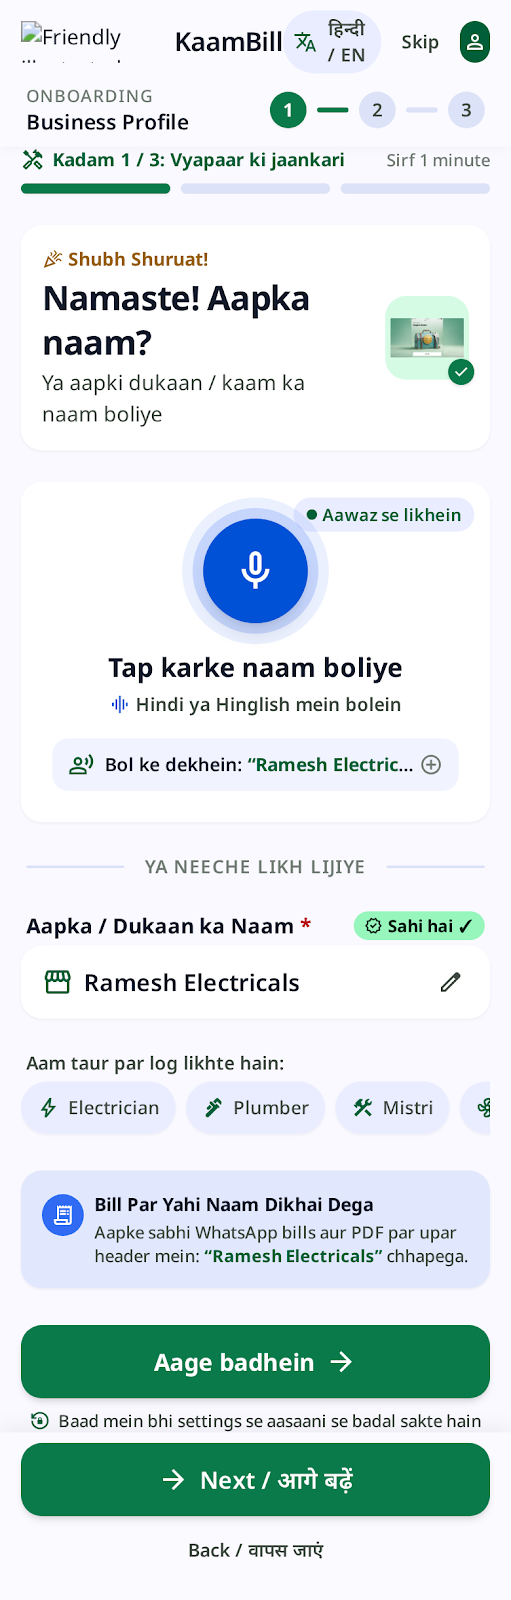 Friendly
KaamBill
हिन्दी
/ EN
Skip
ONBOARDING
Business Profile
1
2
3
Kadam 1 / 3: Vyapaar ki jaankari
Sirf 1 minute
Shubh Shuruat!
Namaste! Aapka
naam?
Ya aapki dukaan / kaam ka
naam boliye
Aawaz se likhein
Tap karke naam boliye
Hindi ya Hinglish mein bolein
Bol ke dekhein: “Ramesh Electric...
YA NEECHE LIKH LIJIYE
Aapka / Dukaan ka Naam *
Sahi hai ✓
Ramesh Electricals
Aam taur par log likhte hain:
Electrician
Plumber
Mistri
Bill Par Yahi Naam Dikhai Dega
Aapke sabhi WhatsApp bills aur PDF par upar
header mein: “Ramesh Electricals” chhapega.
Aage badhein
Baad mein bhi settings se aasaani se badal sakte hain
Next / आगे बढ़ें
Back / वापस जाएं